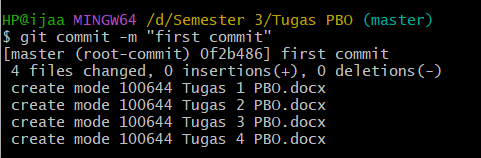 HP@ijaa MINGW64 /d/Semester 3/Tugas PBO (master)
$ git commit -m "first commit"
[master (root-commit) 0f2b486] first commit
 4 files changed, 0 insertions(+), 0 deletions(-)
 create mode 100644 Tugas 1 PBO.docx
 create mode 100644 Tugas 2 PBO.docx
 create mode 100644 Tugas 3 PBO.docx
 create mode 100644 Tugas 4 PBO.docx